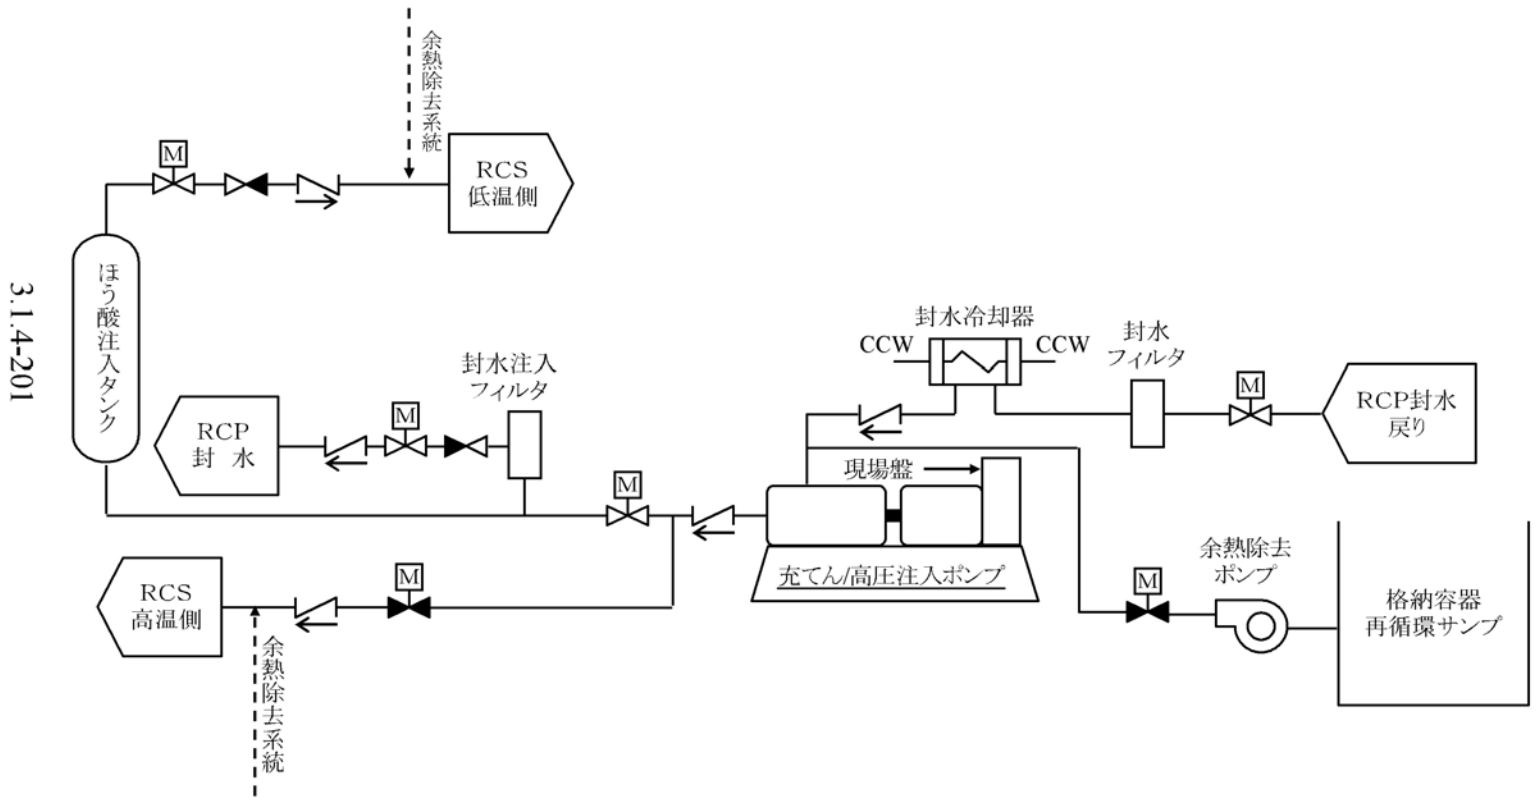 余熱除去系統
M
RCS
低温側
ほう酸注入タンク
3.1.4-201
封水注入
フィルタ
M
RCP
封 水
M
封水冷却器
CCW
CCW
封水
フィルタ
M
RCP封水
戻り
現場盤
充てん/高圧注入ポンプ
M
RCS
高温側
余熱除去系統
余熱除去
ポンプ
M
格納容器
再循環サンプ